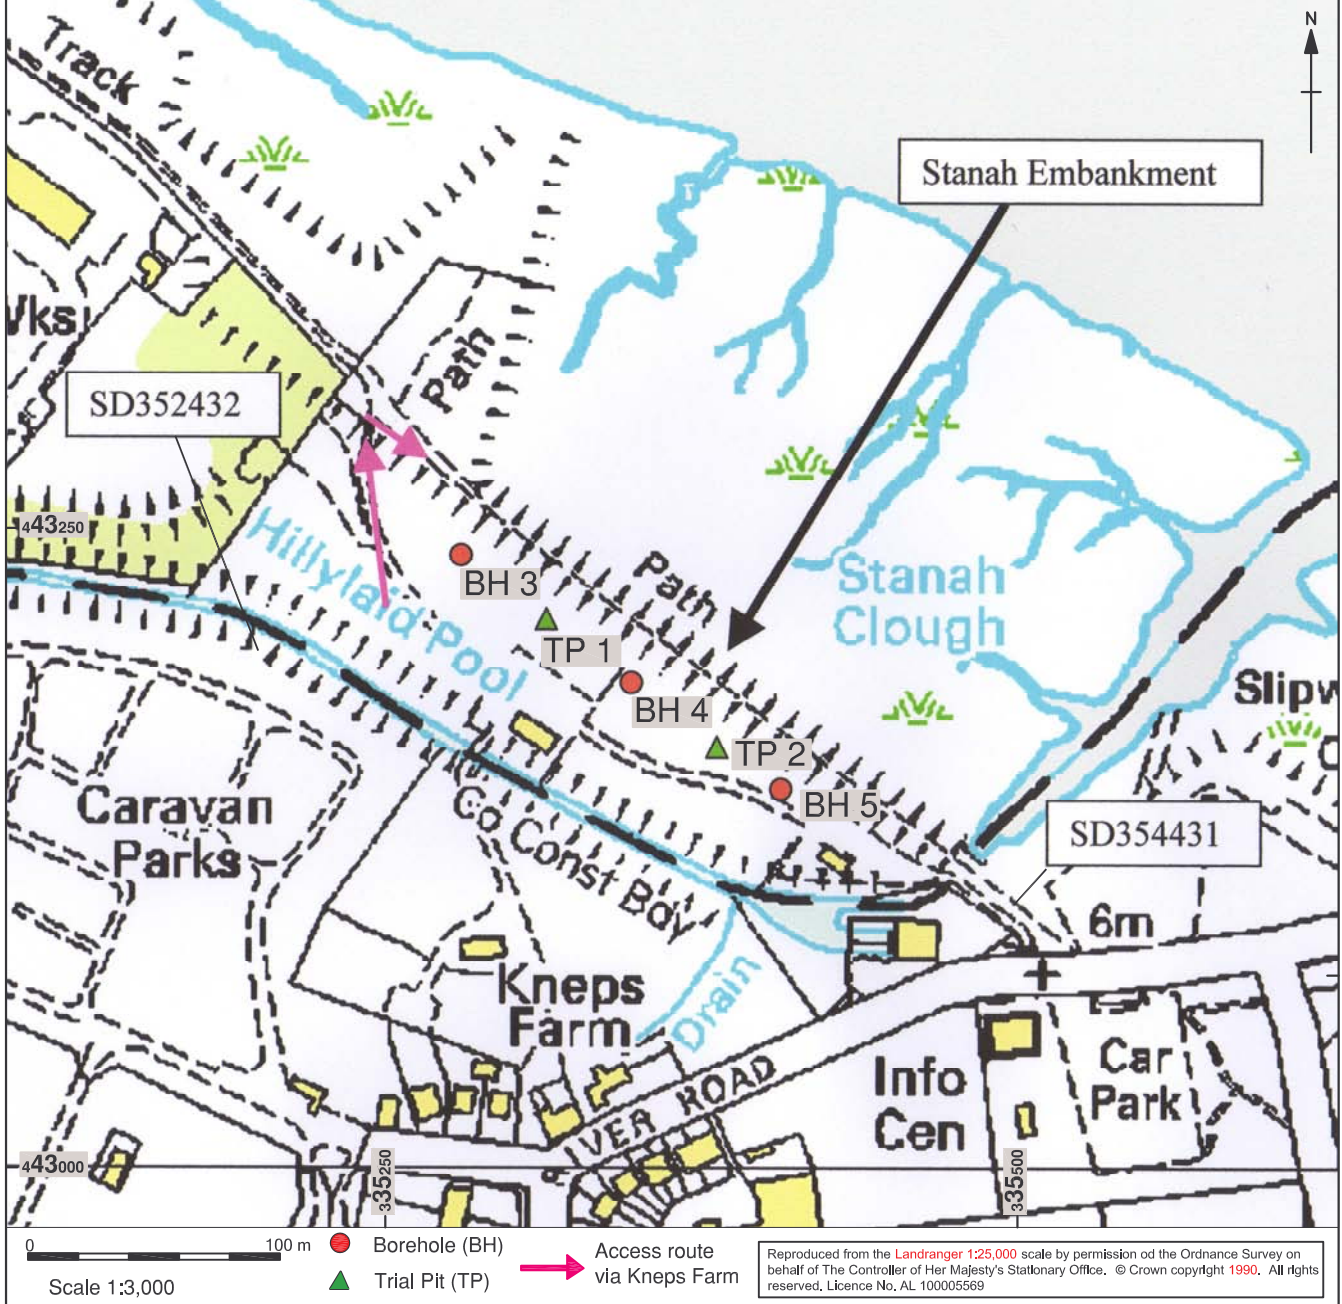 N
Track
Stanah Embankment
Wks
Path
SD352432
443250
Hillylaid Pool
BH 3
Path
Stanah
Clough
TP 1
BH 4
Slipw
TP 2
BH 5
Caravan
Parks
Co Const Bdy
SD354431
6m
Kneps
Farm
Drain
VER ROAD
Info
Cen
Car
Park
443000
335250
335500
0 100 m
Scale 1:3,000
Borehole (BH)
Trial Pit (TP)
Access route
via Kneps Farm
Reproduced from the Landranger 1:25,000 scale by permission od the Ordnance Survey on
behalf of The Controller of Her Majesty's Stationary Office. © Crown copyright 1990. All rights
reserved. Licence No. AL 100005569